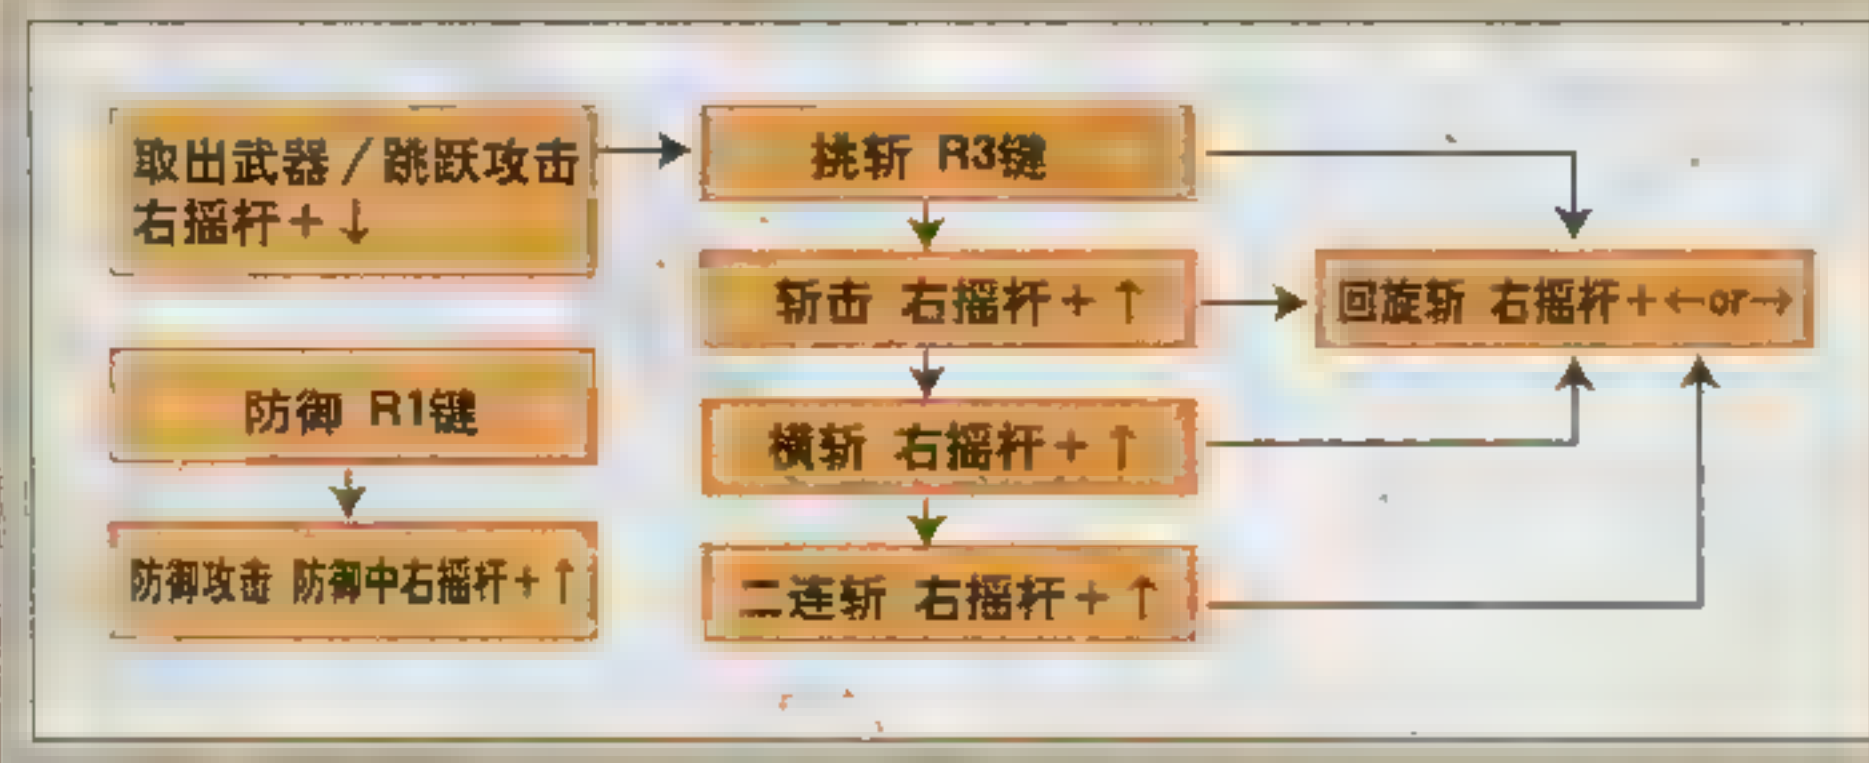 取出武器／跳跃攻击
右摇杆＋↓
挑斩 R3键
斩击 右摇杆＋↑
回旋斩 右摇杆＋←or→
防御 R1键
横斩 右摇杆＋↑
防御攻击 防御中右摇杆＋↑
二连斩 右摇杆＋↑